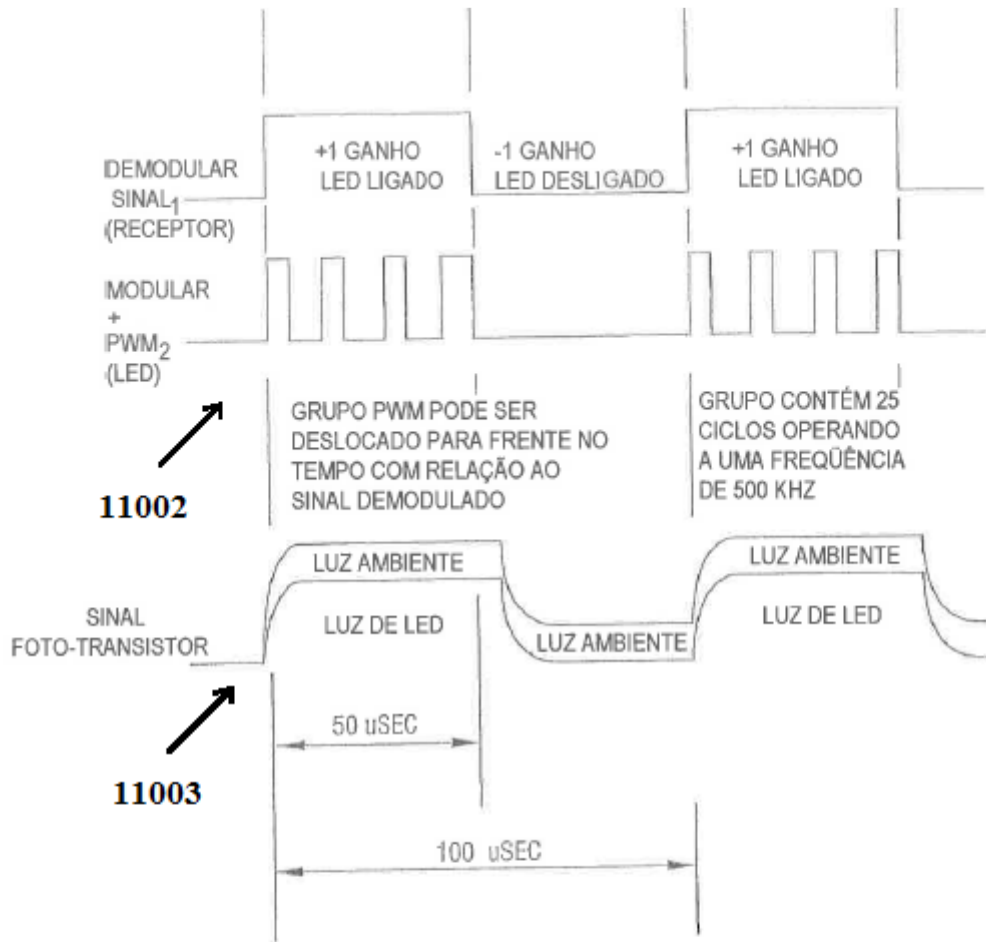 +1 GANHO
LED LIGADO
-1 GANHO
LED DESLIGADO
+1 GANHO
LED LIGADO
DEMODULAR
SINAL1
(RECEPTOR)
MODULAR
+
PWM2
(LED)
11002
GRUPO PWM PODE SER
DESLOCADO PARA FRENTE NO
TEMPO COM RELAÇÃO AO
SINAL DEMODULADO
GRUPO CONTÉM 25
CICLOS OPERANDO
A UMA FREQÜÊNCIA
DE 500 KHZ
LUZ AMBIENTE
LUZ DE LED
LUZ AMBIENTE
LUZ AMBIENTE
LUZ DE LED
SINAL
FOTO-TRANSISTOR
11003
50 uSEC
100 uSEC